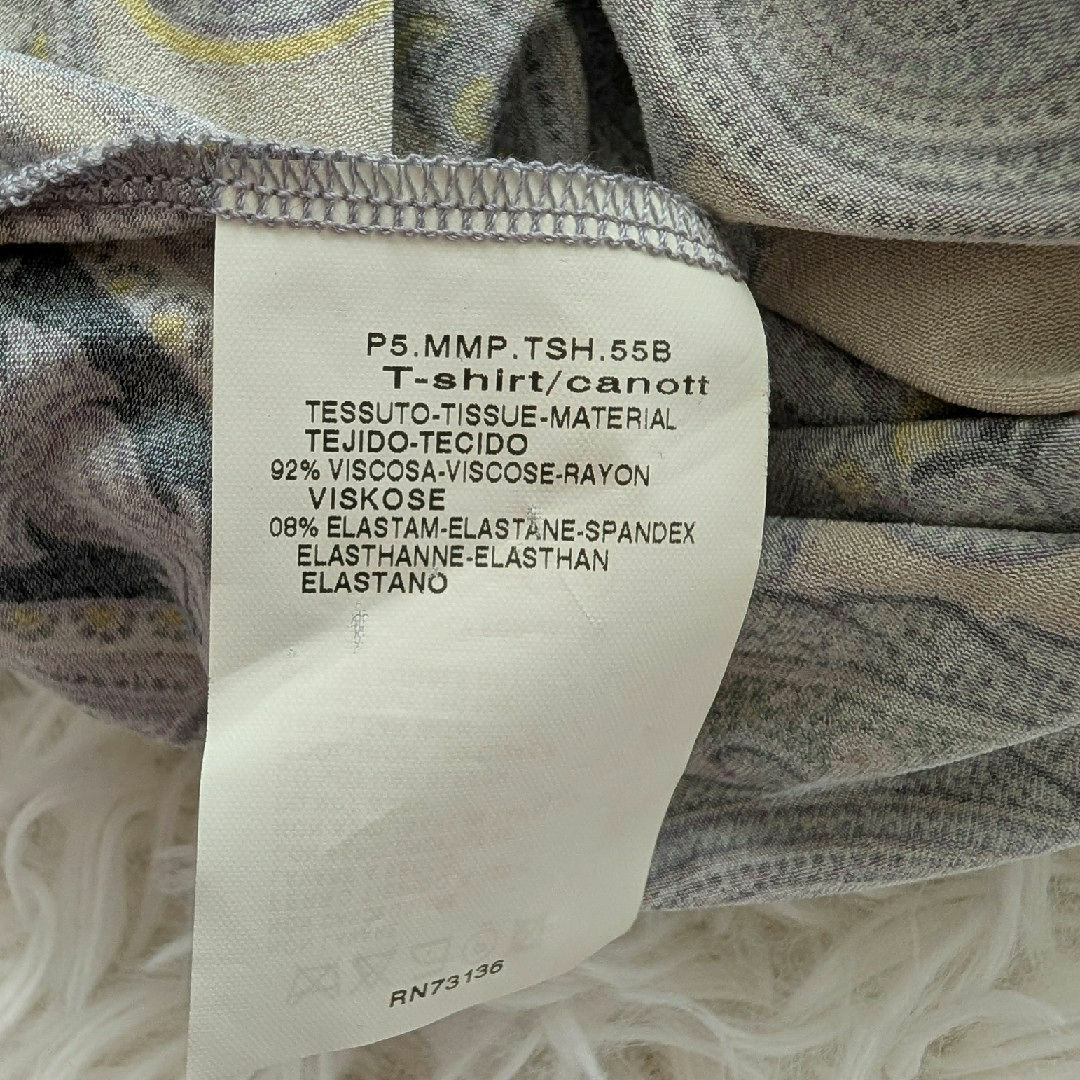 P5.MMP.TSH.55B
T-shirt/canott
TESSUTO-TISSUE-MATERIAL
TEJIDO-TECIDO
92% VISCOSA-VISCOSE-RAYON
VISKOSE
08% ELASTAM-ELASTANE-SPANDEX
ELASTHANNE-ELASTHAN
ELASTANO
RN73136